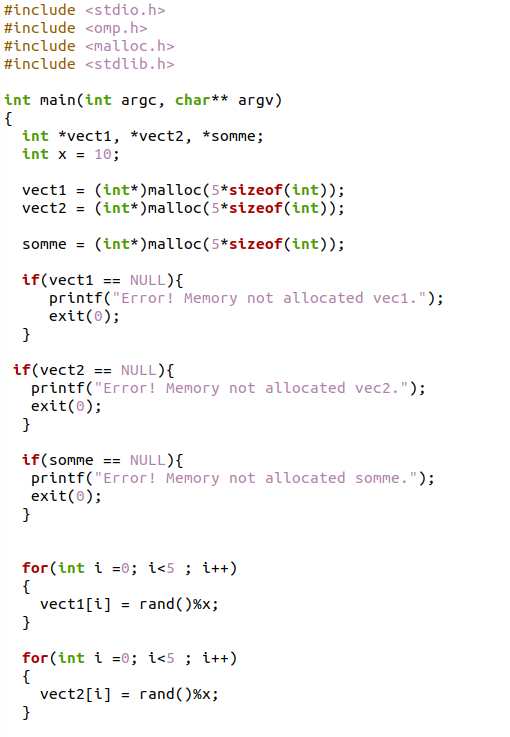 #include <stdio.h>
#include <omp.h>
#include <malloc.h>
#include <stdlib.h>

int main(int argc, char** argv)
{
  int *vect1, *vect2, *somme;
  int x = 10;

  vect1 = (int*)malloc(5*sizeof(int));
  vect2 = (int*)malloc(5*sizeof(int));

  somme = (int*)malloc(5*sizeof(int));

  if(vect1 == NULL){
     printf("Error! Memory not allocated vec1.");
     exit(0);
  }

 if(vect2 == NULL){
   printf("Error! Memory not allocated vec2.");
   exit(0);
  }

  if(somme == NULL){
   printf("Error! Memory not allocated somme.");
   exit(0);
  }


  for(int i =0; i<5 ; i++)
  {
    vect1[i] = rand()%x;
  }

  for(int i =0; i<5 ; i++)
  {
    vect2[i] = rand()%x;
  }